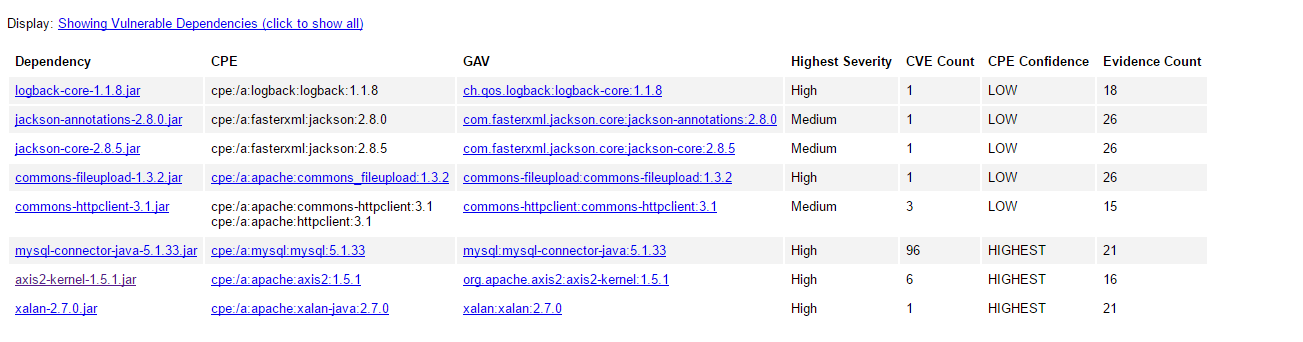 Display: Showing Vulnerable Dependencies (click to show all)
Dependency CPE GAV Highest Severity CVE Count CPE Confidence Evidence Count
logback-core-1.1.8.jar cpe:/a:logback:logback:1.1.8 ch.qos.logback:logback-core:1.1.8 High 1 LOW 18
jackson-annotations-2.8.0.jar cpe:/a:fasterxml:jackson:2.8.0 com.fasterxml.jackson.core:jackson-annotations:2.8.0 Medium 1 LOW 26
jackson-core-2.8.5.jar cpe:/a:fasterxml:jackson:2.8.5 com.fasterxml.jackson.core:jackson-core:2.8.5 Medium 1 LOW 26
commons-fileupload-1.3.2.jar cpe:/a:apache:commons_fileupload:1.3.2 commons-fileupload:commons-fileupload:1.3.2 High 1 LOW 26
commons-httpclient-3.1.jar cpe:/a:apache:commons-httpclient:3.1 commons-httpclient:commons-httpclient:3.1 Medium 3 LOW 15
cpe:/a:apache:httpclient:3.1
mysql-connector-java-5.1.33.jar cpe:/a:mysql:mysql:5.1.33 mysql:mysql-connector-java:5.1.33 High 96 HIGHEST 21
axis2-kernel-1.5.1.jar cpe:/a:apache:axis2:1.5.1 org.apache.axis2:axis2-kernel:1.5.1 High 6 HIGHEST 16
xalan-2.7.0.jar cpe:/a:apache:xalan-java:2.7.0 xalan:xalan:2.7.0 High 1 HIGHEST 21